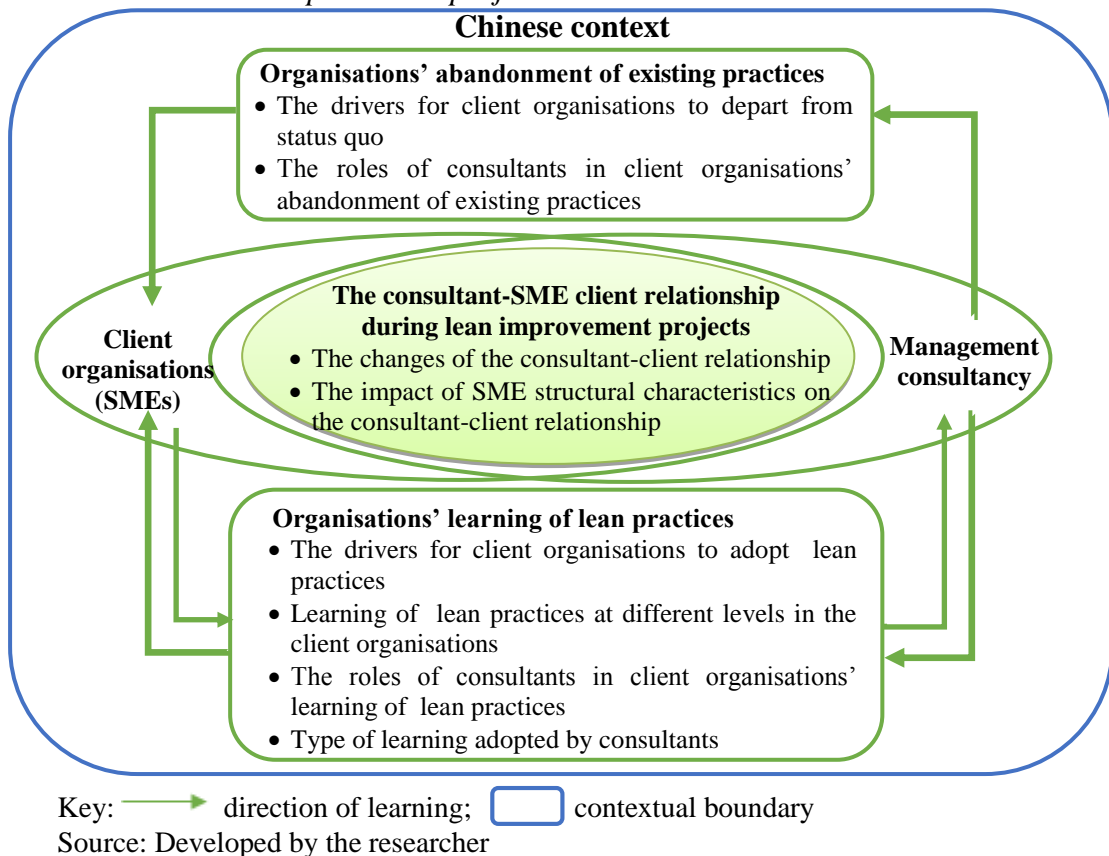 Chinese context
Organisations’ abandonment of existing practices
• The drivers for client organisations to depart from
status quo
• The roles of consultants in client organisations’
abandonment of existing practices
The consultant-SME client relationship
during lean improvement projects
• The changes of the consultant-client relationship
• The impact of SME structural characteristics on
the consultant-client relationship
Client
organisations
(SMEs)
Management
consultancy
Organisations’ learning of lean practices
• The drivers for client organisations to adopt lean
practices
• Learning of lean practices at different levels in the
client organisations
• The roles of consultants in client organisations’
learning of lean practices
• Type of learning adopted by consultants
Key: direction of learning; contextual boundary
Source: Developed by the researcher